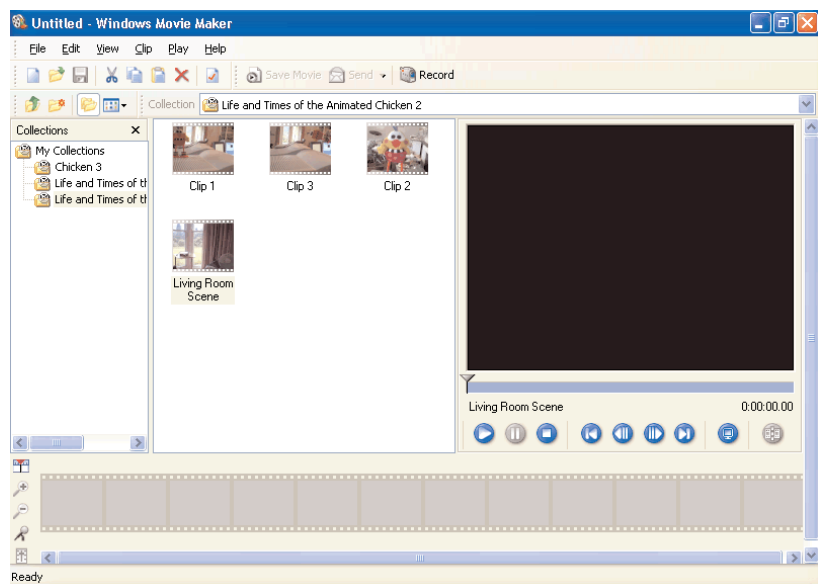 Untitled - Windows Movie Maker
File Edit View Clip Play Help
Save Movie Send Record
Collection Life and Times of the Animated Chicken 2
Collections
My Collections
Chicken 3
Life and Times of th
Life and Times of th
Clip 1 Clip 3 Clip 2
Living Room
Scene
Living Room Scene 0:00:00.00
Ready